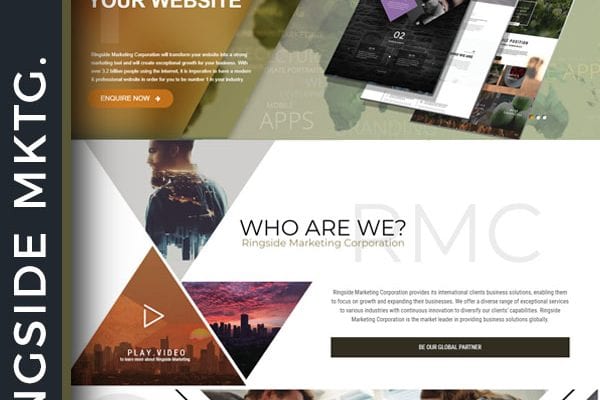 NGSIDE MKTG.
YOUR WEBSITE
Ringside Marketing Corporation will transform your website into a strong
marketing tool and will create exceptional growth for your business. With
over 3.2 billion people using the internet, it is imperative to have a modern
& professional website in order for you to be number 1 in your industry.
ENQUIRE NOW
02
MOBILE
APPS
BRANDING
APPS
WHO ARE WE?
Ringside Marketing Corporation
RMC
Ringside Marketing Corporation provides its international clients business solutions, enabling them
to focus on growth and expanding their businesses. We offer a diverse range of exceptional services
to various industries with continuous innovation to diversify our clients' capabilities. Ringside
Marketing Corporation is the market leader in providing business solutions globally.
BE OUR GLOBAL PARTNER
PLAY.VIDEO
to learn more about Ringside Marketing